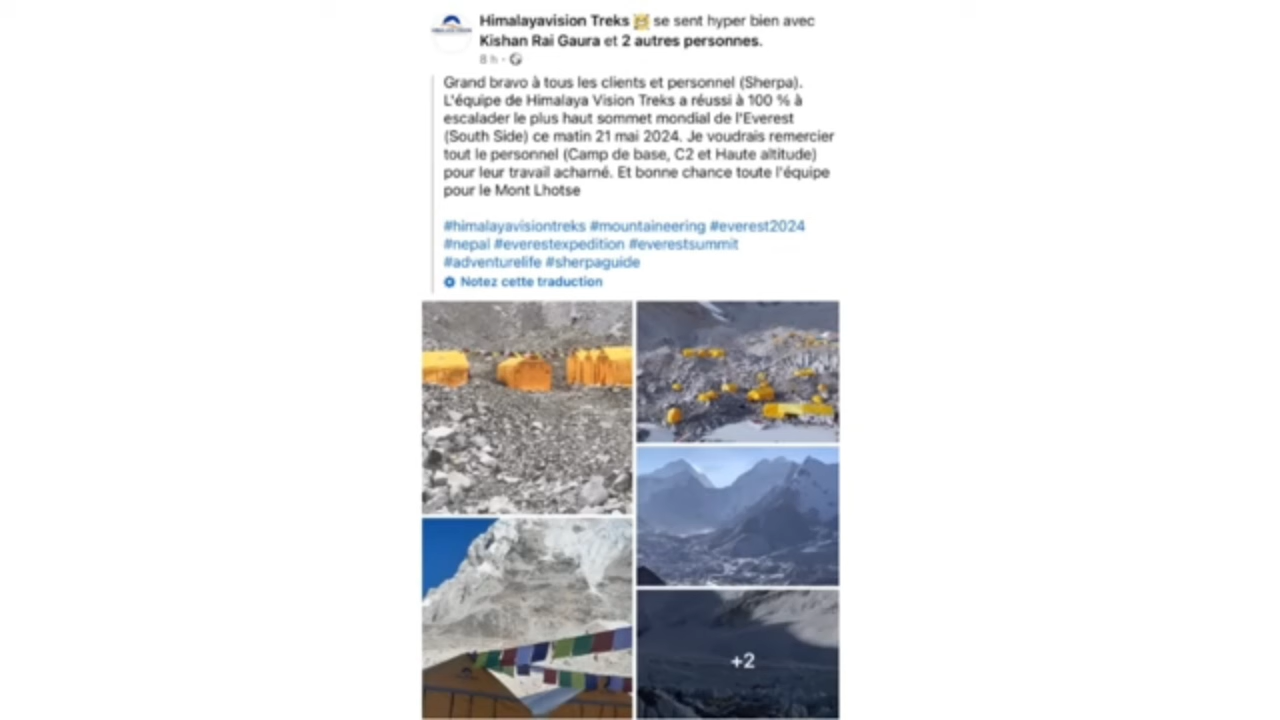 Himalayavision Treks se sent hyper bien avec
Kishan Rai Gaura et 2 autres personnes.
8 h ·
Grand bravo à tous les clients et personnel (Sherpa).
L'équipe de Himalaya Vision Treks a réussi à 100 % à
escalader le plus haut sommet mondial de l'Everest
(South Side) ce matin 21 mai 2024. Je voudrais remercier
tout le personnel (Camp de base, C2 et Haute altitude)
pour leur travail acharné. Et bonne chance toute l'équipe
pour le Mont Lhotse
#himalayavisiontreks #mountaineering #everest2024
#nepal #everestexpedition #everestsummit
#adventurelife #sherpaguide
Notez cette traduction
+2